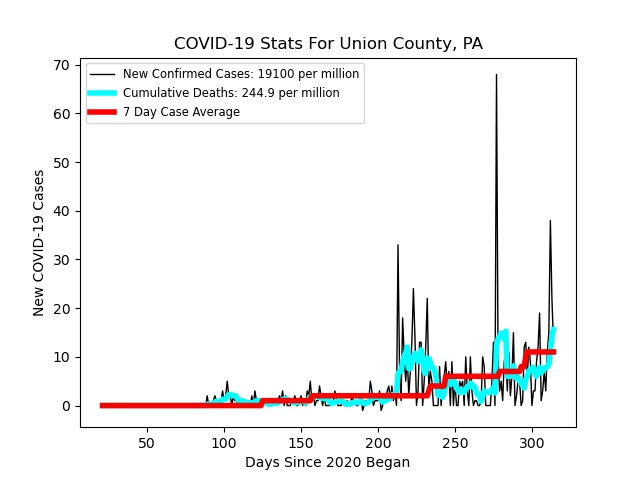 COVID-19 Stats For Union County, PA
New Confirmed Cases: 19100 per million
Cumulative Deaths: 244.9 per million
7 Day Case Average
New COVID-19 Cases
70
60
50
40
30
20
10
0
50 100 150 200 250 300
Days Since 2020 Began